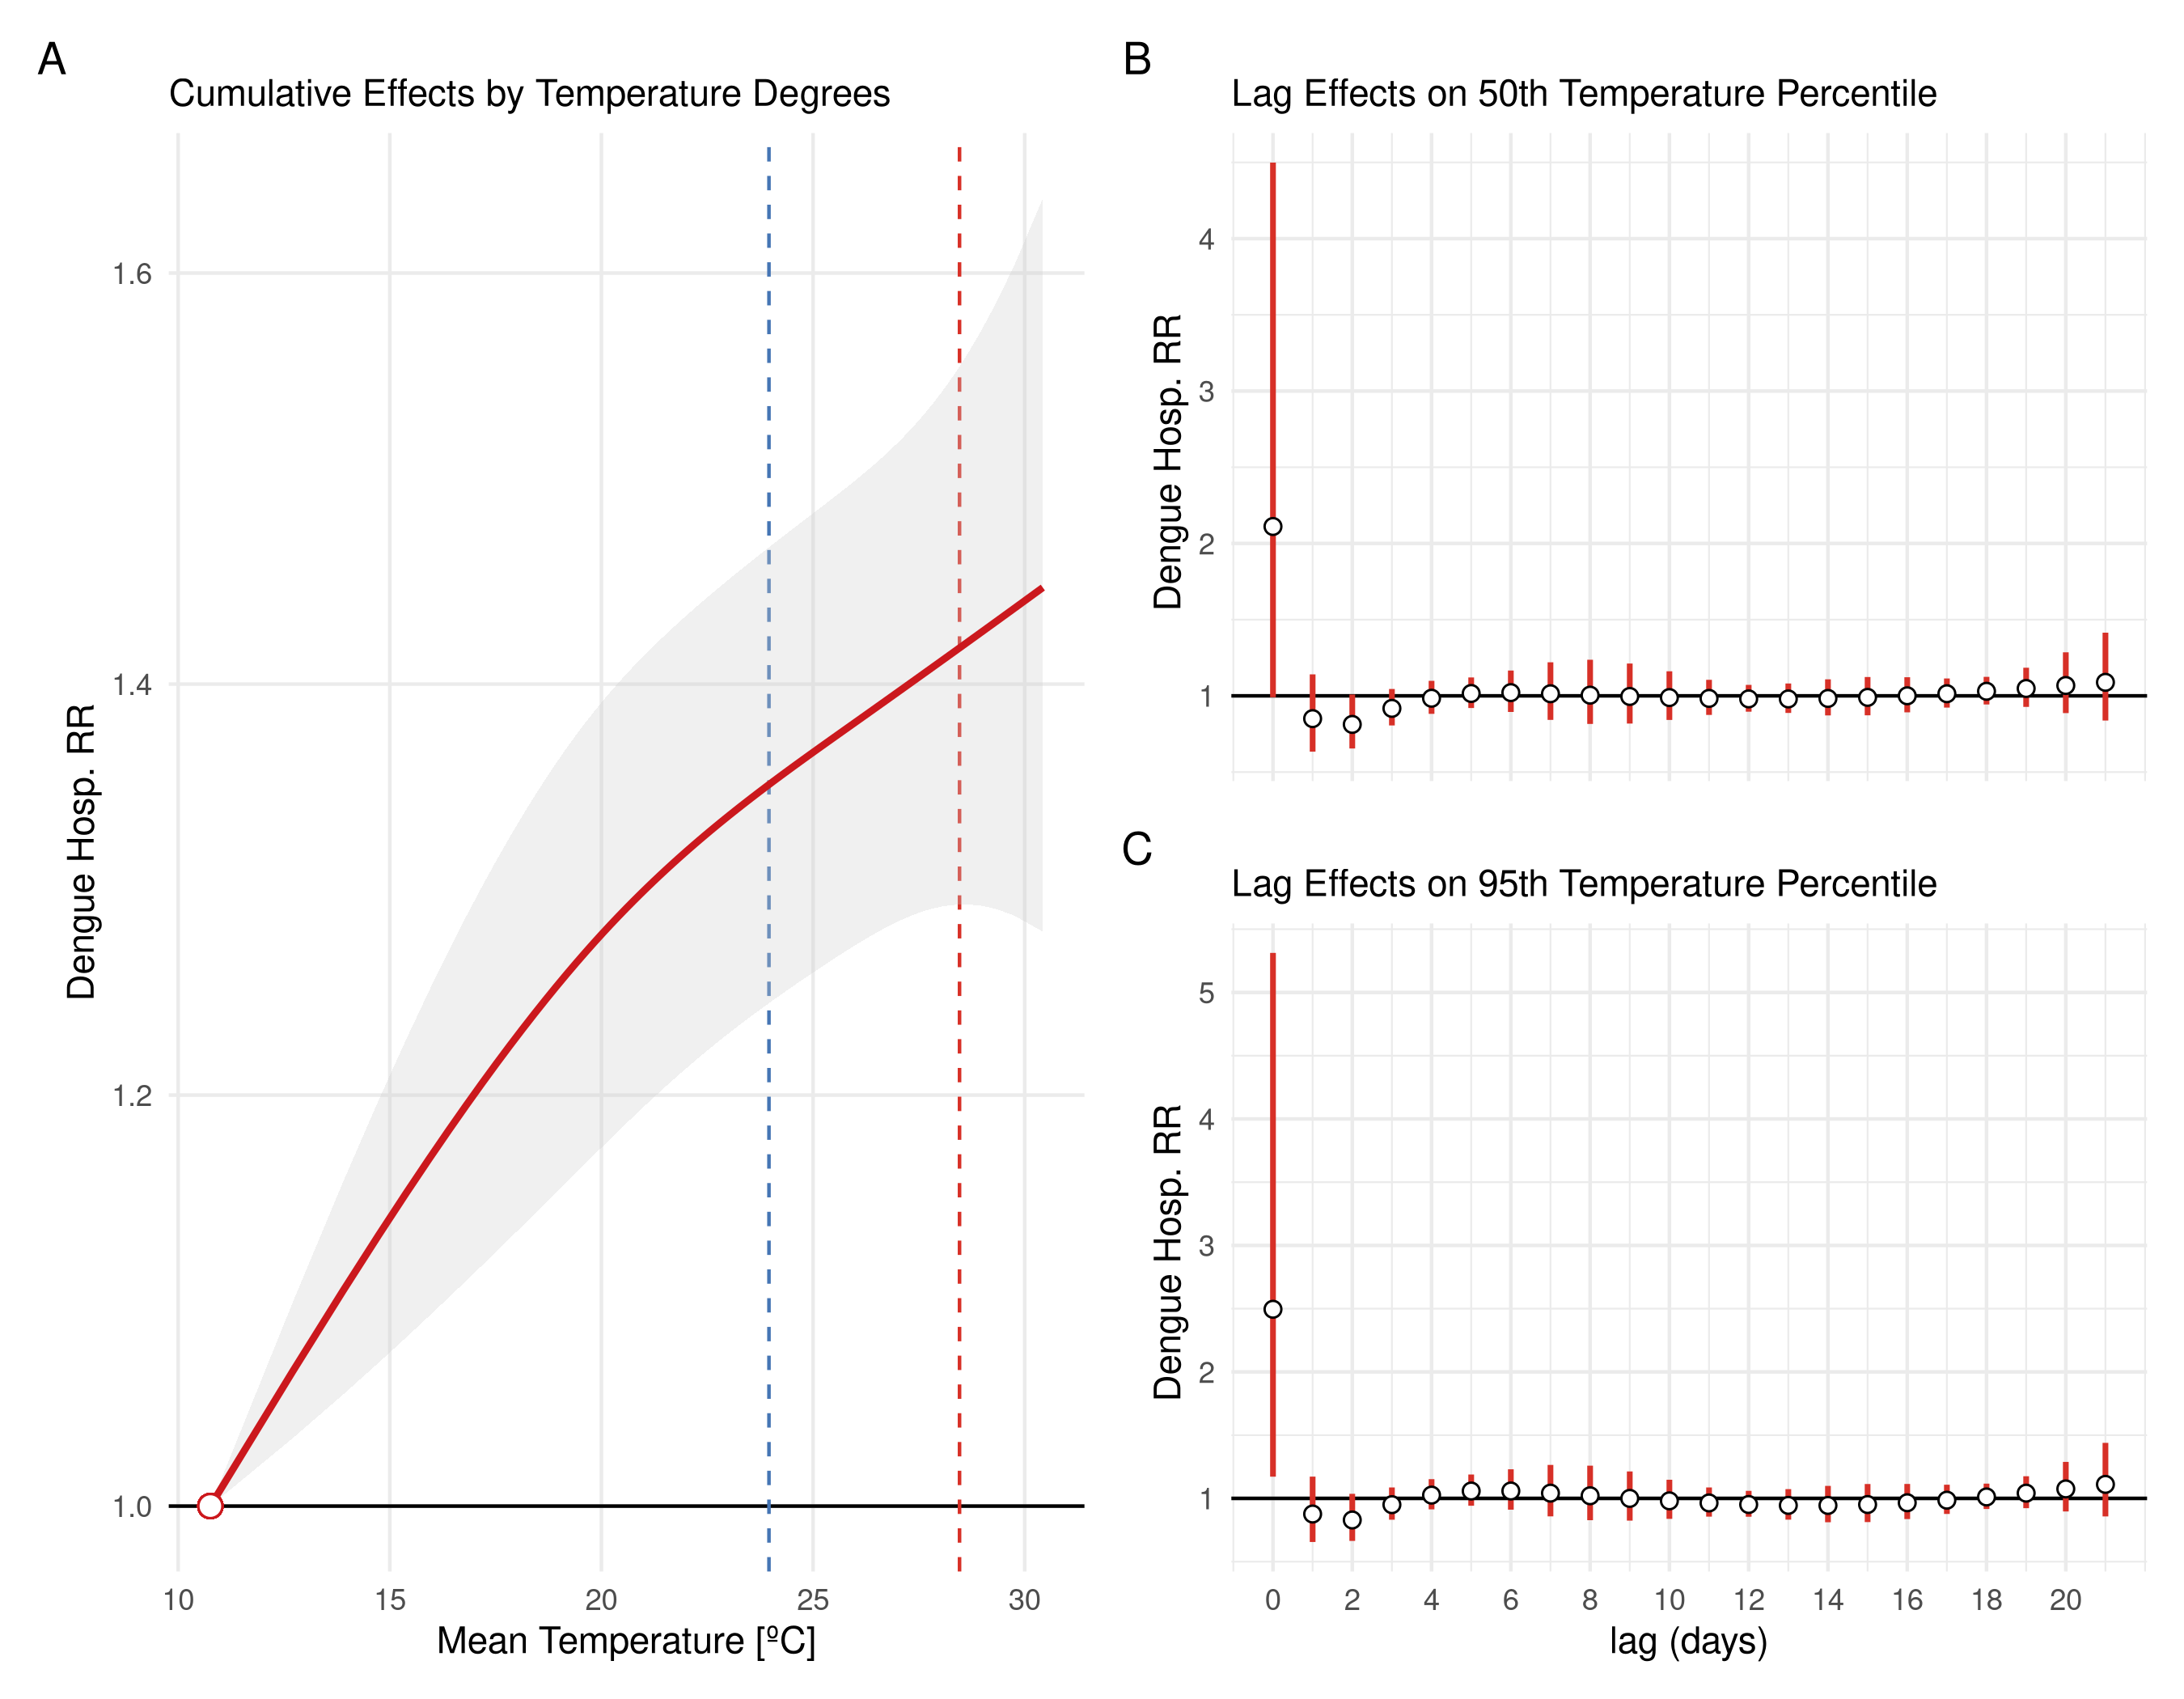 A
Cumulative Effects by Temperature Degrees
Dengue Hosp. RR
1.6
1.4
1.2
1.0
10 15 20 25 30
Mean Temperature [ºC]
B
Lag Effects on 50th Temperature Percentile
Dengue Hosp. RR
4
3
2
1
C
Lag Effects on 95th Temperature Percentile
Dengue Hosp. RR
5
4
3
2
1
0 2 4 6 8 10 12 14 16 18 20
lag (days)